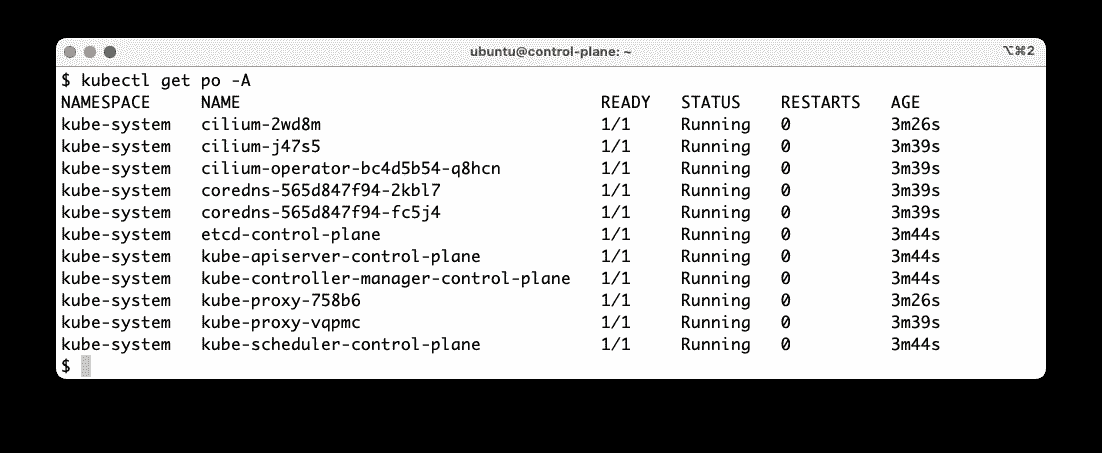 ubuntu@control-plane: ~ ⌥⌘2
$ kubectl get po -A
NAMESPACE NAME READY STATUS RESTARTS AGE
kube-system cilium-2wd8m 1/1 Running 0 3m26s
kube-system cilium-j47s5 1/1 Running 0 3m39s
kube-system cilium-operator-bc4d5b54-q8hcn 1/1 Running 0 3m39s
kube-system coredns-565d847f94-2kbl7 1/1 Running 0 3m39s
kube-system coredns-565d847f94-fc5j4 1/1 Running 0 3m39s
kube-system etcd-control-plane 1/1 Running 0 3m44s
kube-system kube-apiserver-control-plane 1/1 Running 0 3m44s
kube-system kube-controller-manager-control-plane 1/1 Running 0 3m44s
kube-system kube-proxy-758b6 1/1 Running 0 3m26s
kube-system kube-proxy-vqpmc 1/1 Running 0 3m39s
kube-system kube-scheduler-control-plane 1/1 Running 0 3m44s
$